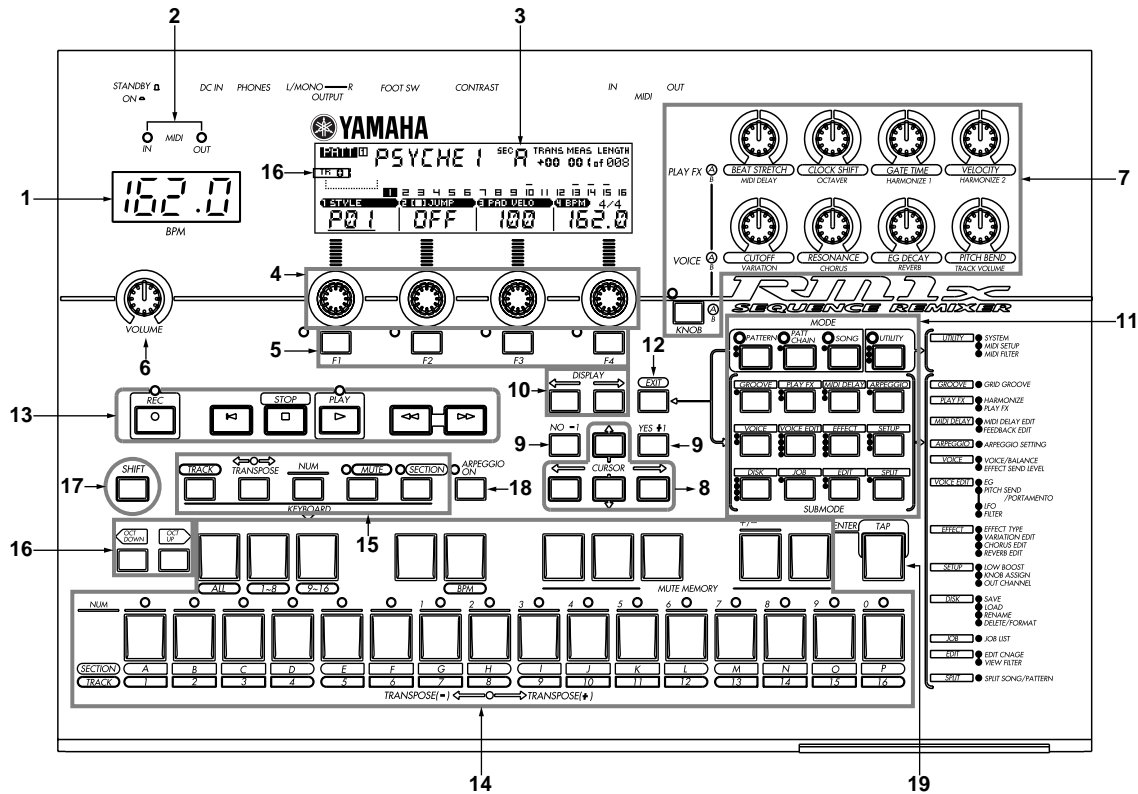 2
3
STANDBY
ON
DC IN PHONES L/MONO R
OUTPUT
FOOT SW
CONTRAST
IN OUT
MIDI
IN MIDI OUT
YAMAHA
PATT 1 PSYCHE 1 SEC A TRANS MEAS LENGTH
+00 001 of 008
16
1 2 3 4 5 6 7 8 9 10 11 12 13 14 15 16
1 STYLE 2 JUMP 3 PAD VELO 4 BPM 4/4
P01 OFF 100 162.0
1
162.0
BPM
PLAY FX A B
BEAT STRETCH CLOCK SHIFT GATE TIME VELOCITY
MIDI DELAY OCTAVER HARMONIZE 1 HARMONIZE 2
7
VOICE A B
CUTOFF RESONANCE EG DECAY PITCH BEND
VARIATION CHORUS REVERB TRACK VOLUME
4
RM1x
SEQUENCE REMIXER
KNOB A B
VOLUME
6
5
F1 F2 F3 F4
12
11
MODE
PATTERN PATT CHAIN SONG UTILITY
UTILITY SYSTEM
MIDI SETUP
MIDI FILTER
10
DISPLAY
EXIT
GROOVE PLAY FX MIDI DELAY ARPEGGIO
GROOVE GRID GROOVE
PLAY FX HARMONIZE
PLAY FX
MIDI DELAY MIDI DELAY EDIT
FEEDBACK EDIT
ARPEGGIO ARPEGGIO SETTING
13
REC STOP PLAY
9
NO -1 YES +1
9
VOICE VOICE EDIT EFFECT SETUP
VOICE VOICE/BALANCE
EFFECT SEND LEVEL
VOICE EDIT EG
PITCH SEND
/PORTAMENTO
LFO
FILTER
CURSOR
8
DISK JOB EDIT SPLIT
SUBMODE
17
SHIFT
TRACK TRANSPOSE NUM MUTE SECTION ARPEGGIO
ON
KEYBOARD
15
18
EFFECT EFFECT TYPE
VARIATION EDIT
CHORUS EDIT
REVERB EDIT
16
OCT DOWN OCT UP
+/−
ENTER TAP
SETUP LOW BOOST
KNOB ASSIGN
OUT CHANNEL
ALL 1~8 9~16 BPM MUTE MEMORY
DISK SAVE
LOAD
RENAME
DELETE/FORMAT
NUM 1 2 3 4 5 6 7 8 9 0
JOB JOB LIST
EDIT EDIT CNAGE
VIEW FILTER
SECTION A B C D E F G H I J K L M N O P
TRACK 1 2 3 4 5 6 7 8 9 10 11 12 13 14 15 16
SPLIT SPLIT SONG/PATTERN
TRANSPOSE(-) TRANSPOSE(+)
14
19